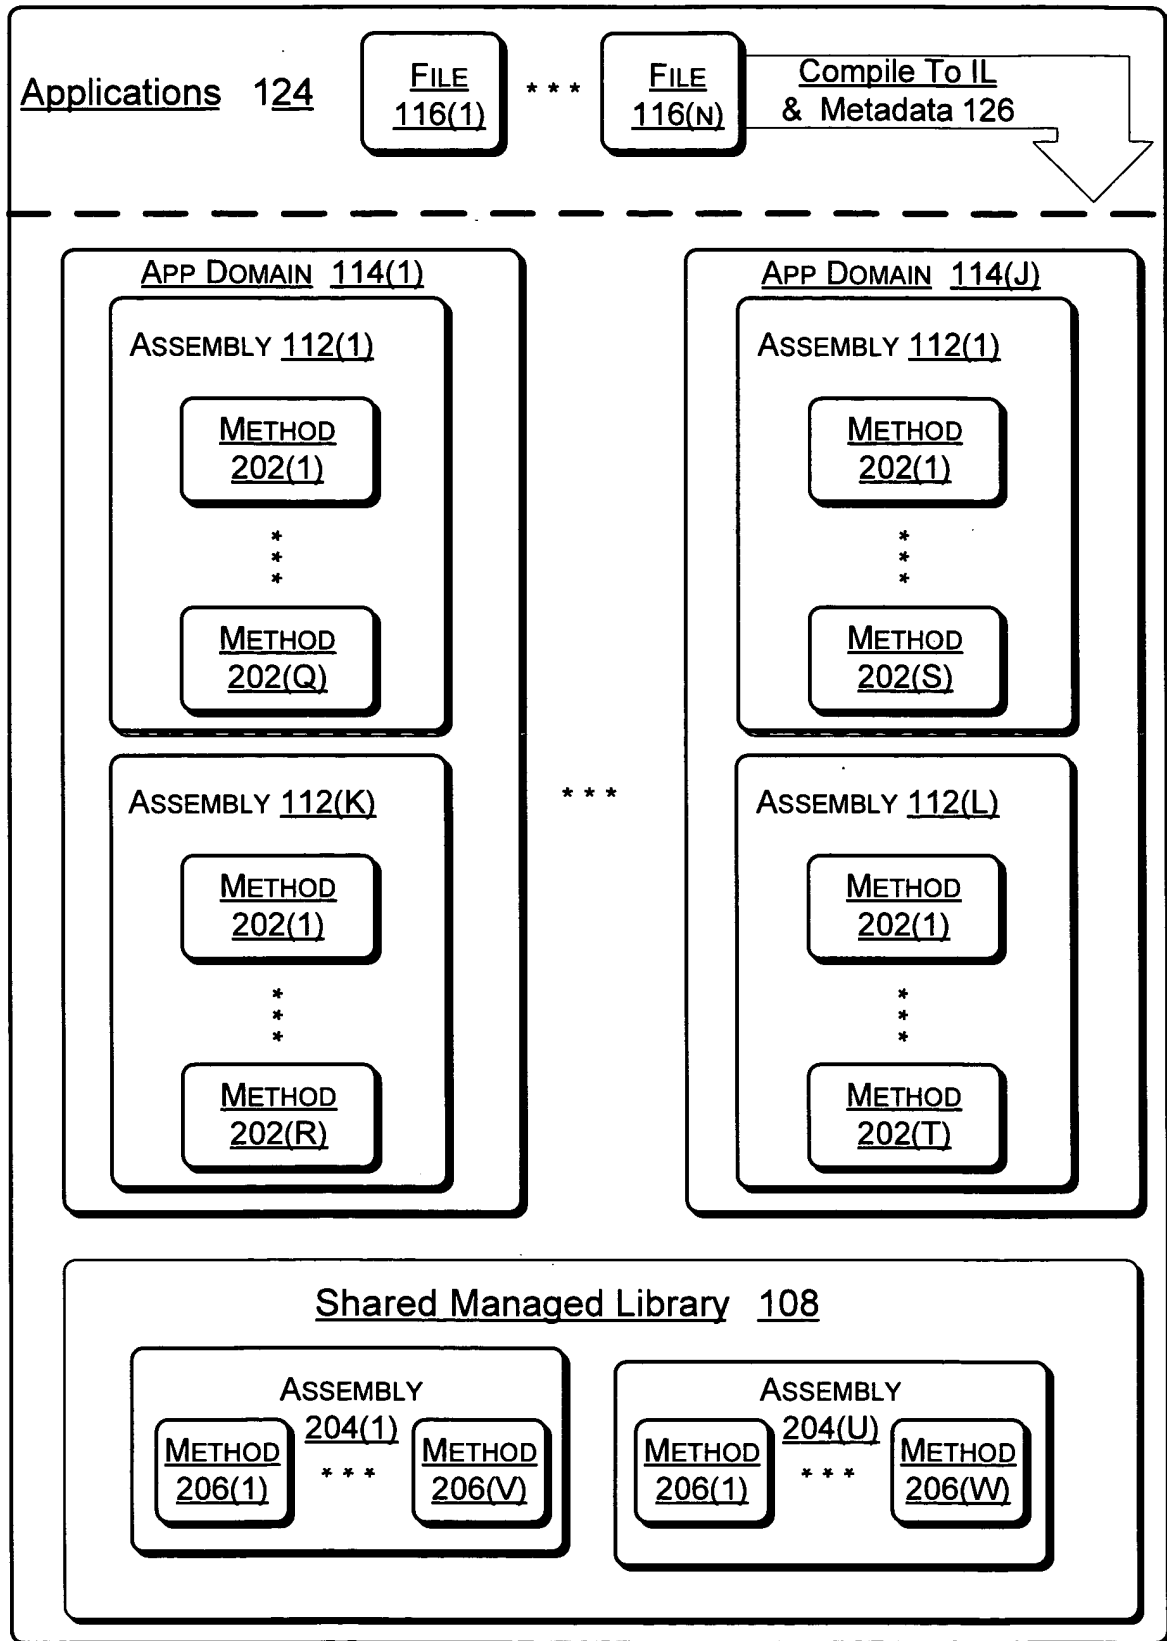 Applications 124
FILE
116(1)
* * *
FILE
116(N)
Compile To IL
& Metadata 126
APP DOMAIN 114(1)
ASSEMBLY 112(1)
METHOD
202(1)
*
*
*
METHOD
202(Q)
ASSEMBLY 112(K)
METHOD
202(1)
*
*
*
METHOD
202(R)
* * *
APP DOMAIN 114(J)
ASSEMBLY 112(1)
METHOD
202(1)
*
*
*
METHOD
202(S)
ASSEMBLY 112(L)
METHOD
202(1)
*
*
*
METHOD
202(T)
Shared Managed Library 108
ASSEMBLY
204(1)
METHOD
206(1)
* * *
METHOD
206(V)
ASSEMBLY
204(U)
METHOD
206(1)
* * *
METHOD
206(W)